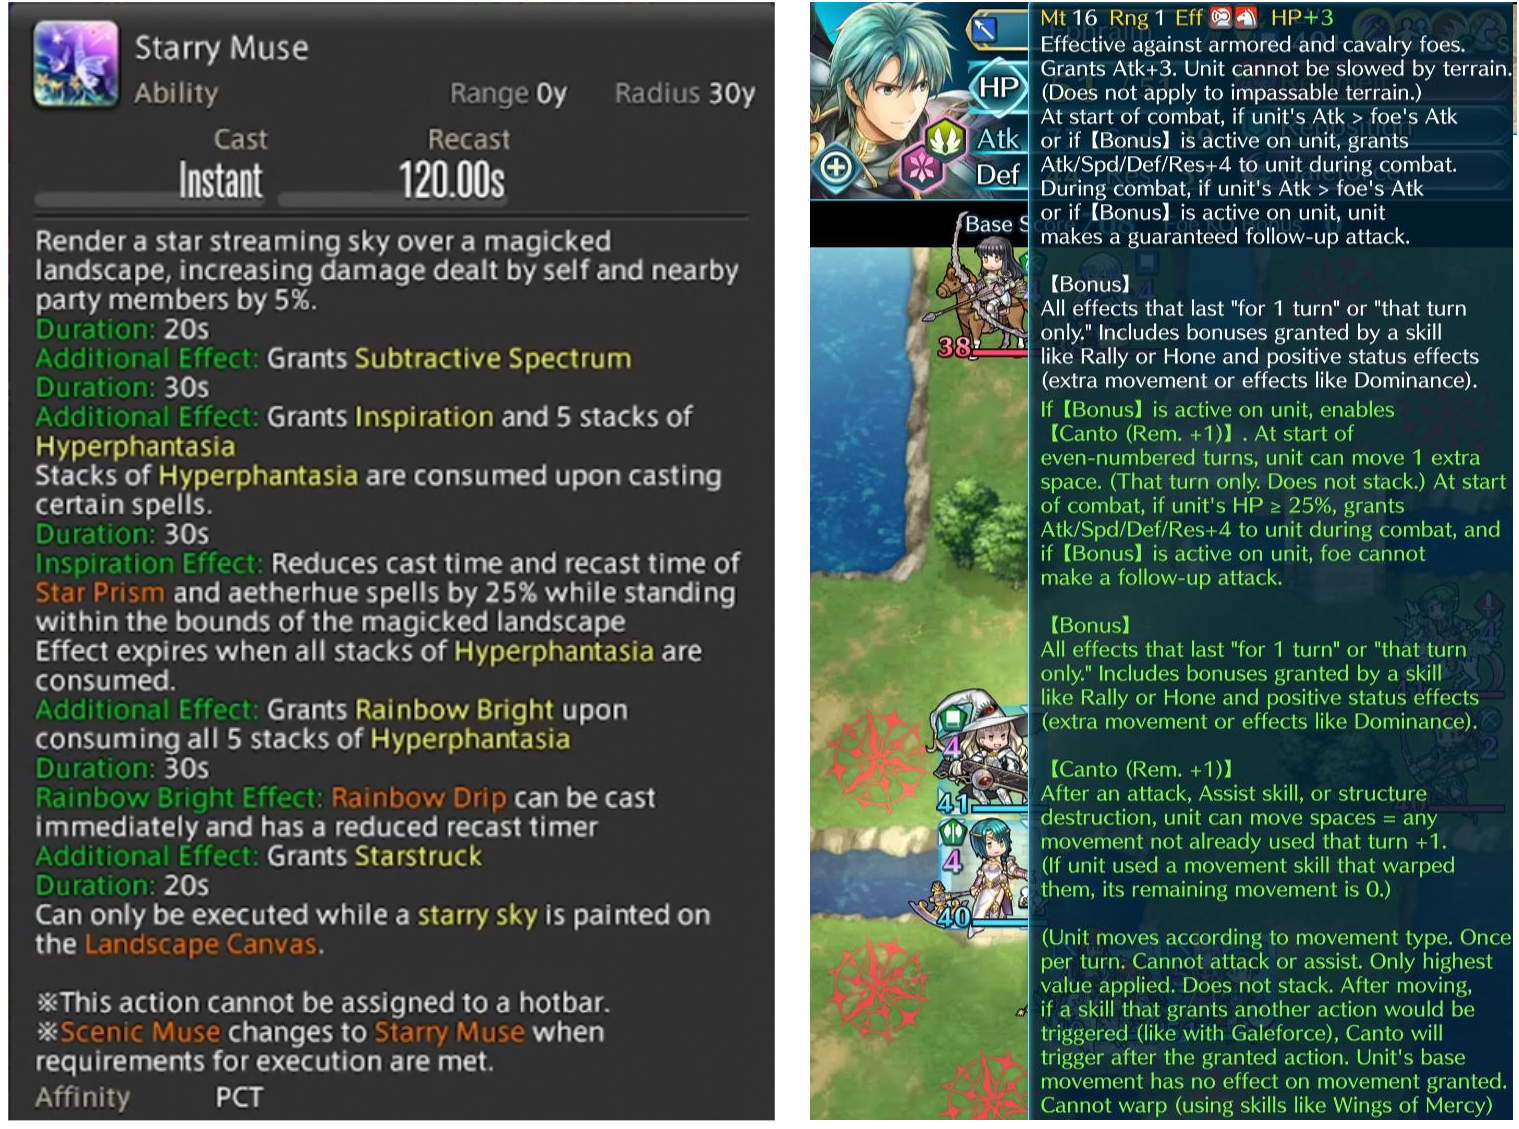 Starry Muse
Ability
Range 0y
Radius 30y
Cast
Recast
Instant
120.00s
Render a star streaming sky over a magicked
landscape, increasing damage dealt by self and nearby
party members by 5%.
Duration: 20s
Additional Effect: Grants Subtractive Spectrum
Duration: 30s
Additional Effect: Grants Inspiration and 5 stacks of
Hyperphantasia
Stacks of Hyperphantasia are consumed upon casting
certain spells.
Duration: 30s
Inspiration Effect: Reduces cast time and recast time of
Star Prism and aetherhue spells by 25% while standing
within the bounds of the magicked landscape
Effect expires when all stacks of Hyperphantasia are
consumed.
Additional Effect: Grants Rainbow Bright upon
consuming all 5 stacks of Hyperphantasia
Duration: 30s
Rainbow Bright Effect: Rainbow Drip can be cast
immediately and has a reduced recast timer
Additional Effect: Grants Starstruck
Duration: 20s
Can only be executed while a starry sky is painted on
the Landscape Canvas.
※This action cannot be assigned to a hotbar.
※Scenic Muse changes to Starry Muse when
requirements for execution are met.
Affinity
PCT
HP
Atk
Def
Base S
38
4
41
4
40
Mt 16 Rng 1 Eff HP+3
Effective against armored and cavalry foes.
Grants Atk+3. Unit cannot be slowed by terrain.
(Does not apply to impassable terrain.)
At start of combat, if unit's Atk > foe's Atk
or if【Bonus】is active on unit, grants
Atk/Spd/Def/Res+4 to unit during combat.
During combat, if unit's Atk > foe's Atk
or if【Bonus】is active on unit, unit
makes a guaranteed follow-up attack.
【Bonus】
All effects that last "for 1 turn" or "that turn
only." Includes bonuses granted by a skill
like Rally or Hone and positive status effects
(extra movement or effects like Dominance).
If【Bonus】is active on unit, enables
【Canto (Rem. +1)】. At start of
even-numbered turns, unit can move 1 extra
space. (That turn only. Does not stack.) At start
of combat, if unit's HP ≥ 25%, grants
Atk/Spd/Def/Res+4 to unit during combat, and
if【Bonus】is active on unit, foe cannot
make a follow-up attack.
【Bonus】
All effects that last "for 1 turn" or "that turn
only." Includes bonuses granted by a skill
like Rally or Hone and positive status effects
(extra movement or effects like Dominance).
【Canto (Rem. +1)】
After an attack, Assist skill, or structure
destruction, unit can move spaces = any
movement not already used that turn +1.
(If unit used a movement skill that warped
them, its remaining movement is 0.)
(Unit moves according to movement type. Once
per turn. Cannot attack or assist. Only highest
value applied. Does not stack. After moving,
if a skill that grants another action would be
triggered (like with Galeforce), Canto will
trigger after the granted action. Unit's base
movement has no effect on movement granted.
Cannot warp (using skills like Wings of Mercy)